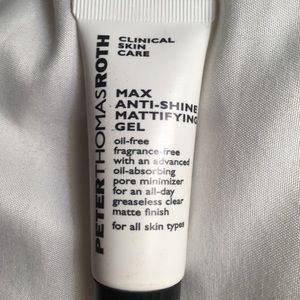 PETERTHOMASROTH
CLINICAL
SKIN
CARE
MAX
ANTI-SHINE
MATTIFYING
GEL
oil-free
fragrance-free
with an advanced
oil-absorbing
pore minimizer
for an all-day
greaseless clear
matte finish
for all skin types